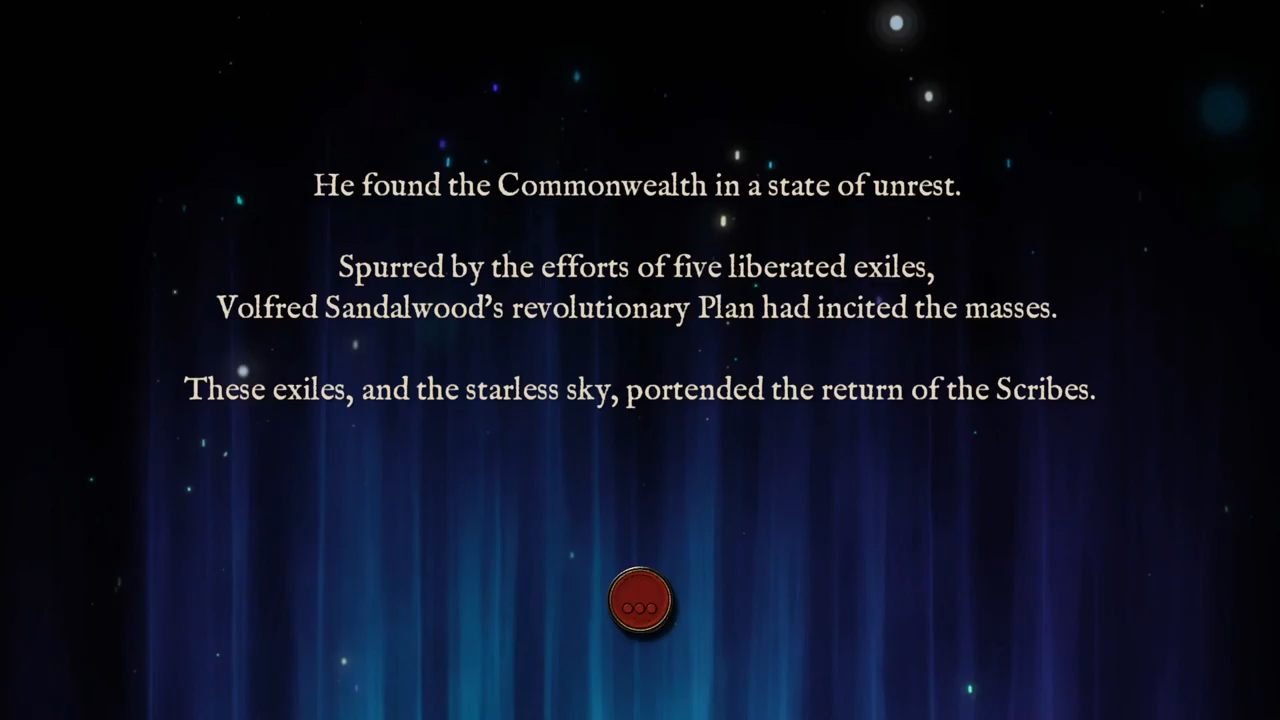 He found the Commonwealth in a state of unrest.
Spurred by the efforts of five liberated exiles,
Volfred Sandalwood's revolutionary Plan had incited the masses.
These exiles, and the starless sky, portended the return of the Scribes.